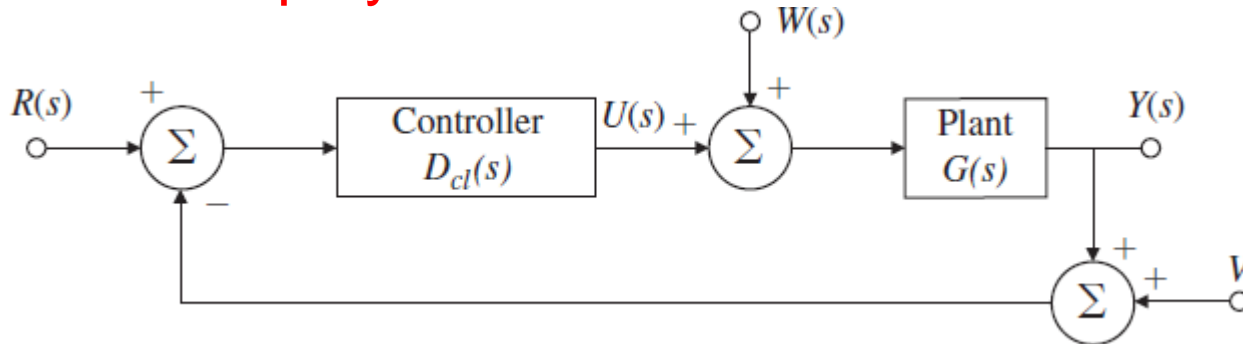 W(s)
R(s)
+
Σ
−
Controller
D_cl(s)
U(s)
+
+
Σ
Plant
G(s)
Y(s)
+
+
Σ
V